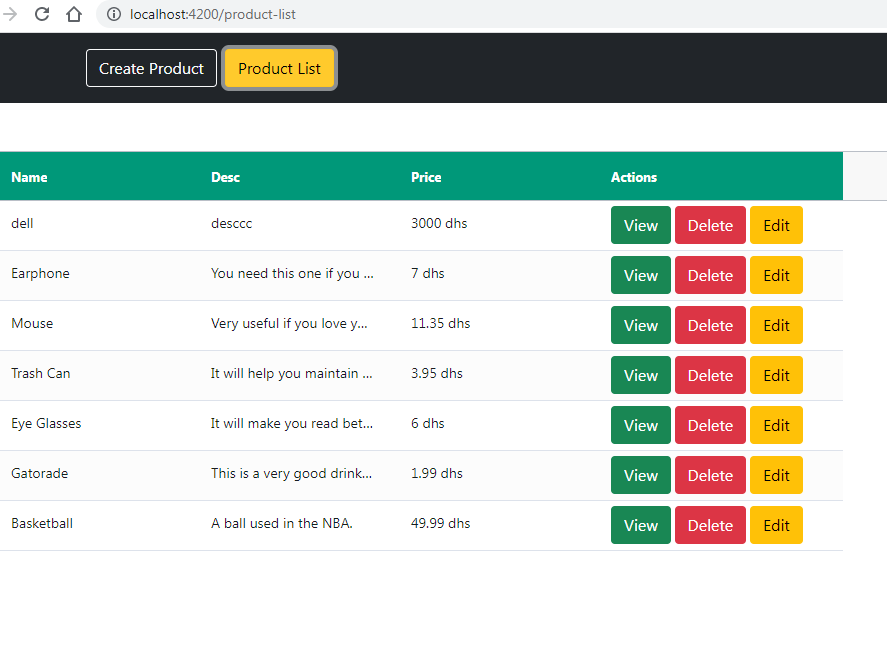 localhost:4200/product-list
Create Product Product List
Name Desc Price Actions
dell desccc 3000 dhs View Delete Edit
Earphone You need this one if you ... 7 dhs View Delete Edit
Mouse Very useful if you love y... 11.35 dhs View Delete Edit
Trash Can It will help you maintain ... 3.95 dhs View Delete Edit
Eye Glasses It will make you read bet... 6 dhs View Delete Edit
Gatorade This is a very good drink... 1.99 dhs View Delete Edit
Basketball A ball used in the NBA. 49.99 dhs View Delete Edit